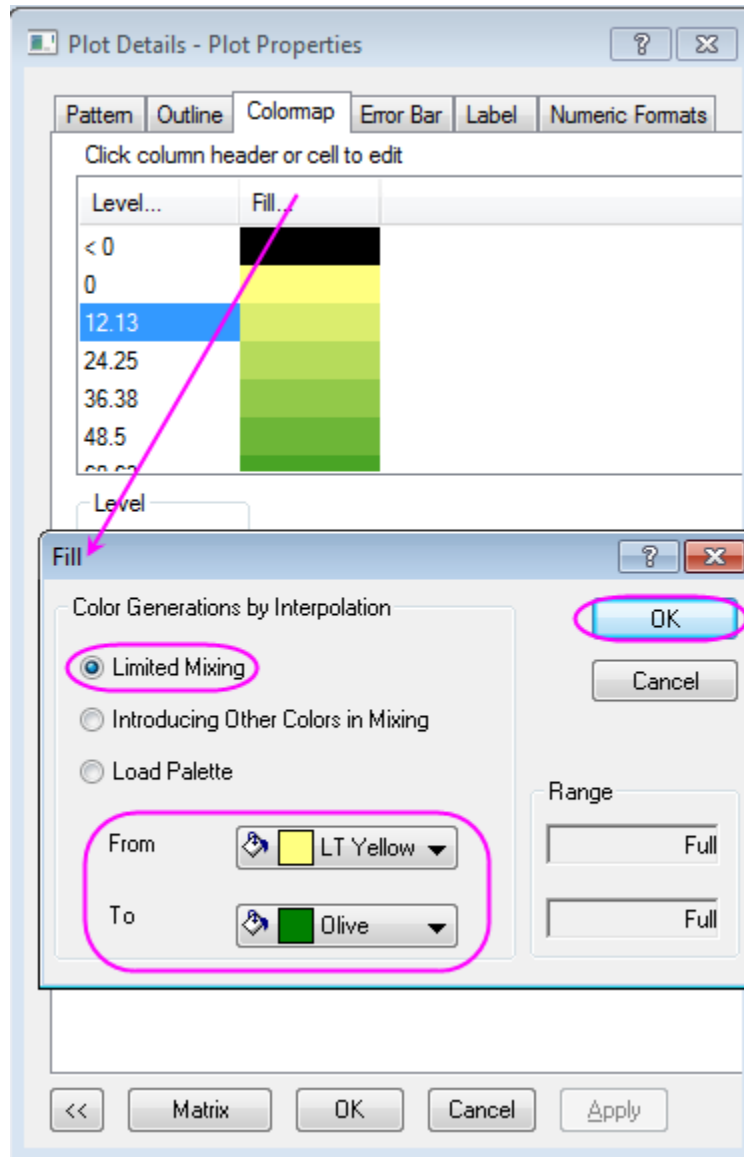 Plot Details - Plot Properties
Pattern Outline Colormap Error Bar Label Numeric Formats
Click column header or cell to edit
Level... Fill...
< 0
0
12.13
24.25
36.38
48.5
Level
Fill
Color Generations by Interpolation
OK
Limited Mixing
Cancel
Introducing Other Colors in Mixing
Load Palette
Range
From LT Yellow Full
To Olive Full
<< Matrix OK Cancel Apply